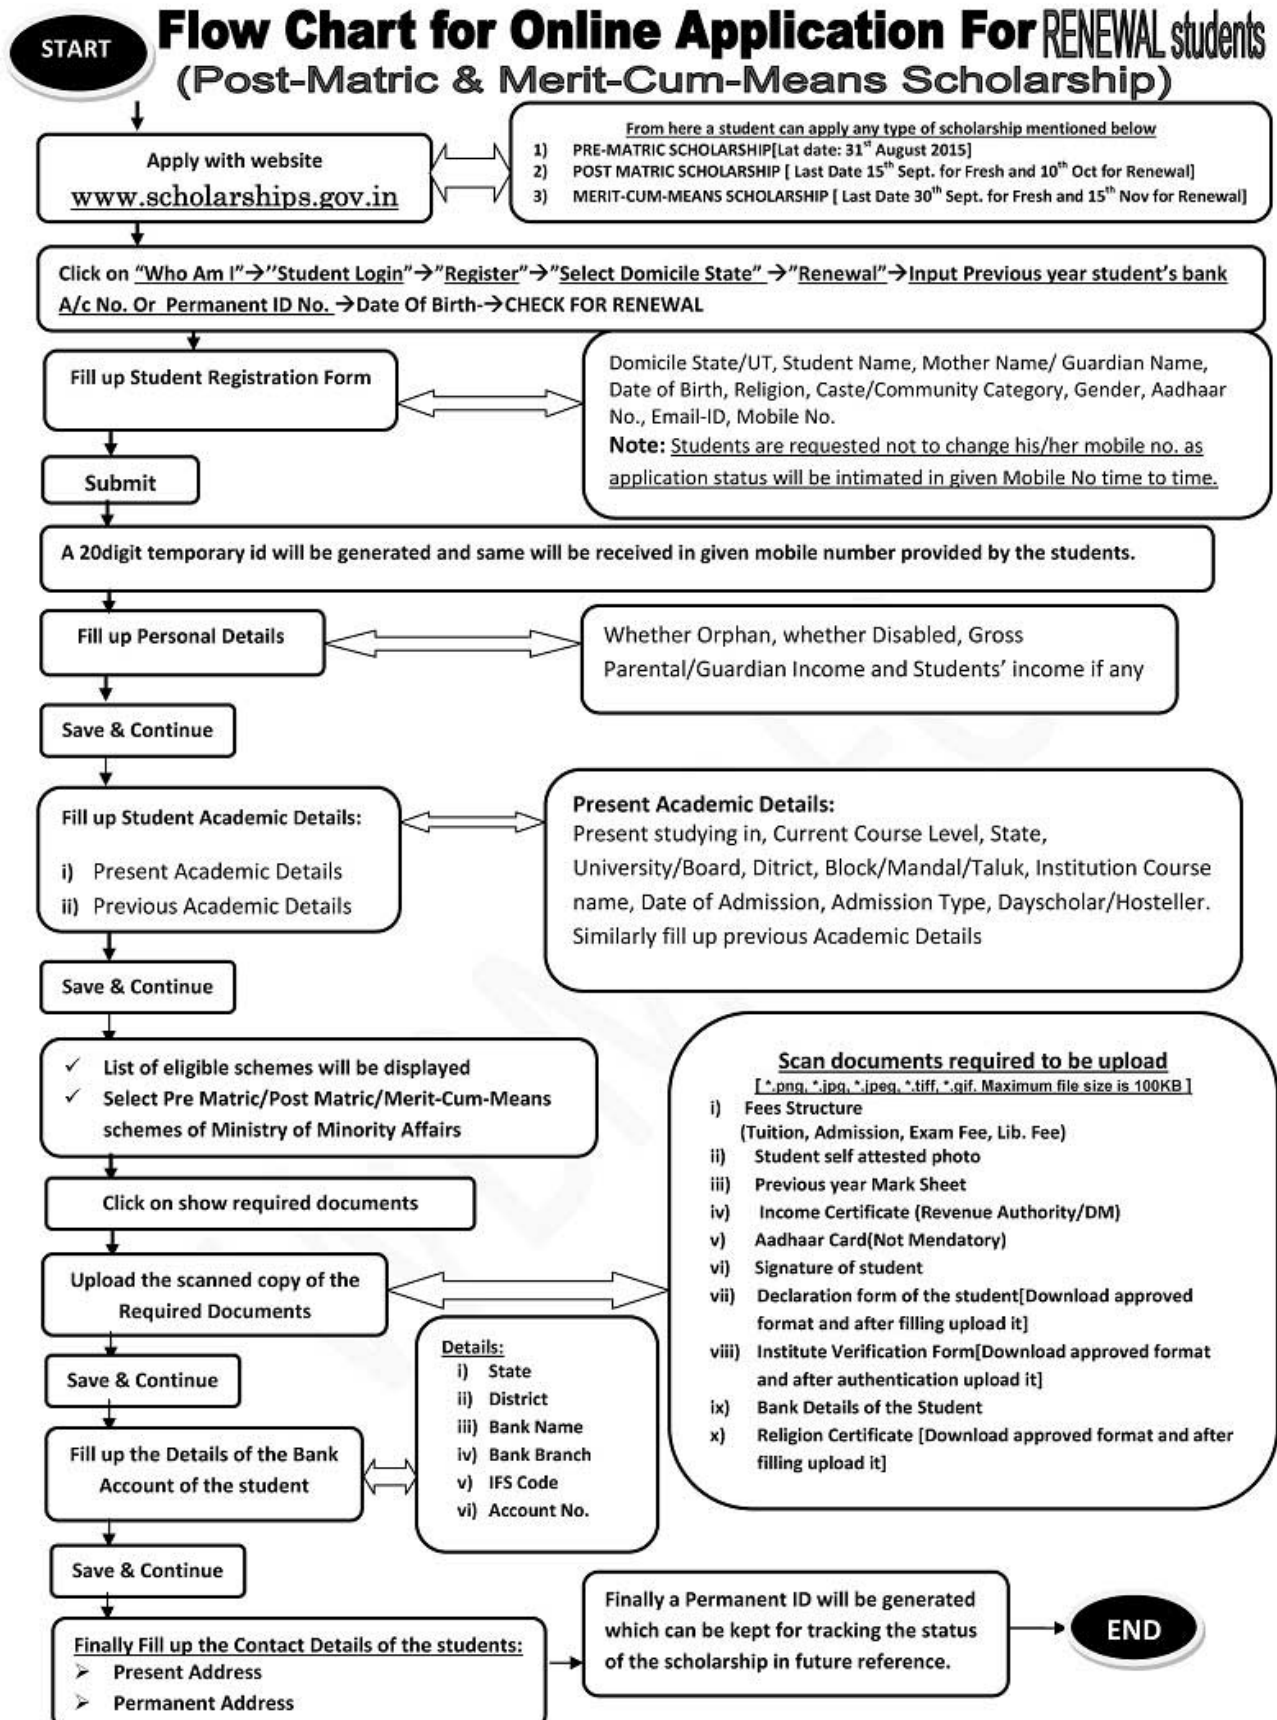 START
Flow Chart for Online Application For RENEWAL students
(Post-Matric & Merit-Cum-Means Scholarship)
Apply with website
www.scholarships.gov.in
From here a student can apply any type of scholarship mentioned below
1) PRE-MATRIC SCHOLARSHIP[Lat date: 31st August 2015]
2) POST MATRIC SCHOLARSHIP [ Last Date 15th Sept. for Fresh and 10th Oct for Renewal]
3) MERIT-CUM-MEANS SCHOLARSHIP [ Last Date 30th Sept. for Fresh and 15th Nov for Renewal]
Click on "Who Am I"→"Student Login"→"Register"→"Select Domicile State" →"Renewal"→Input Previous year student's bank
A/c No. Or Permanent ID No. →Date Of Birth-→CHECK FOR RENEWAL
Fill up Student Registration Form
Domicile State/UT, Student Name, Mother Name/ Guardian Name,
Date of Birth, Religion, Caste/Community Category, Gender, Aadhaar
No., Email-ID, Mobile No.
Note: Students are requested not to change his/her mobile no. as
application status will be intimated in given Mobile No time to time.
Submit
A 20digit temporary id will be generated and same will be received in given mobile number provided by the students.
Fill up Personal Details
Whether Orphan, whether Disabled, Gross
Parental/Guardian Income and Students' income if any
Save & Continue
Fill up Student Academic Details:
i) Present Academic Details
ii) Previous Academic Details
Present Academic Details:
Present studying in, Current Course Level, State,
University/Board, Ditrict, Block/Mandal/Taluk, Institution Course
name, Date of Admission, Admission Type, Dayscholar/Hosteller.
Similarly fill up previous Academic Details
Save & Continue
✓ List of eligible schemes will be displayed
✓ Select Pre Matric/Post Matric/Merit-Cum-Means
schemes of Ministry of Minority Affairs
Click on show required documents
Upload the scanned copy of the
Required Documents
Scan documents required to be upload
[ *.png, *.jpg, *.jpeg, *.tiff, *.gif. Maximum file size is 100KB ]
i) Fees Structure
(Tuition, Admission, Exam Fee, Lib. Fee)
ii) Student self attested photo
iii) Previous year Mark Sheet
iv) Income Certificate (Revenue Authority/DM)
v) Aadhaar Card(Not Mendatory)
vi) Signature of student
vii) Declaration form of the student[Download approved
format and after filling upload it]
viii) Institute Verification Form[Download approved format
and after authentication upload it]
ix) Bank Details of the Student
x) Religion Certificate [Download approved format and after
filling upload it]
Save & Continue
Fill up the Details of the Bank
Account of the student
Details:
i) State
ii) District
iii) Bank Name
iv) Bank Branch
v) IFS Code
vi) Account No.
Save & Continue
Finally Fill up the Contact Details of the students:
➢ Present Address
➢ Permanent Address
Finally a Permanent ID will be generated
which can be kept for tracking the status
of the scholarship in future reference.
END